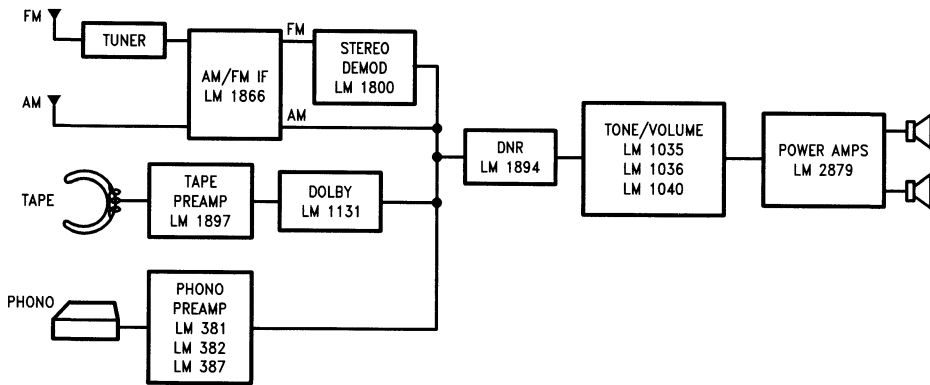 FM
TUNER
AM/FM IF
LM 1866
FM
STEREO
DEMOD
LM 1800
AM
AM
TAPE
TAPE
PREAMP
LM 1897
DOLBY
LM 1131
PHONO
PHONO
PREAMP
LM 381
LM 382
LM 387
DNR
LM 1894
TONE/VOLUME
LM 1035
LM 1036
LM 1040
POWER AMPS
LM 2879